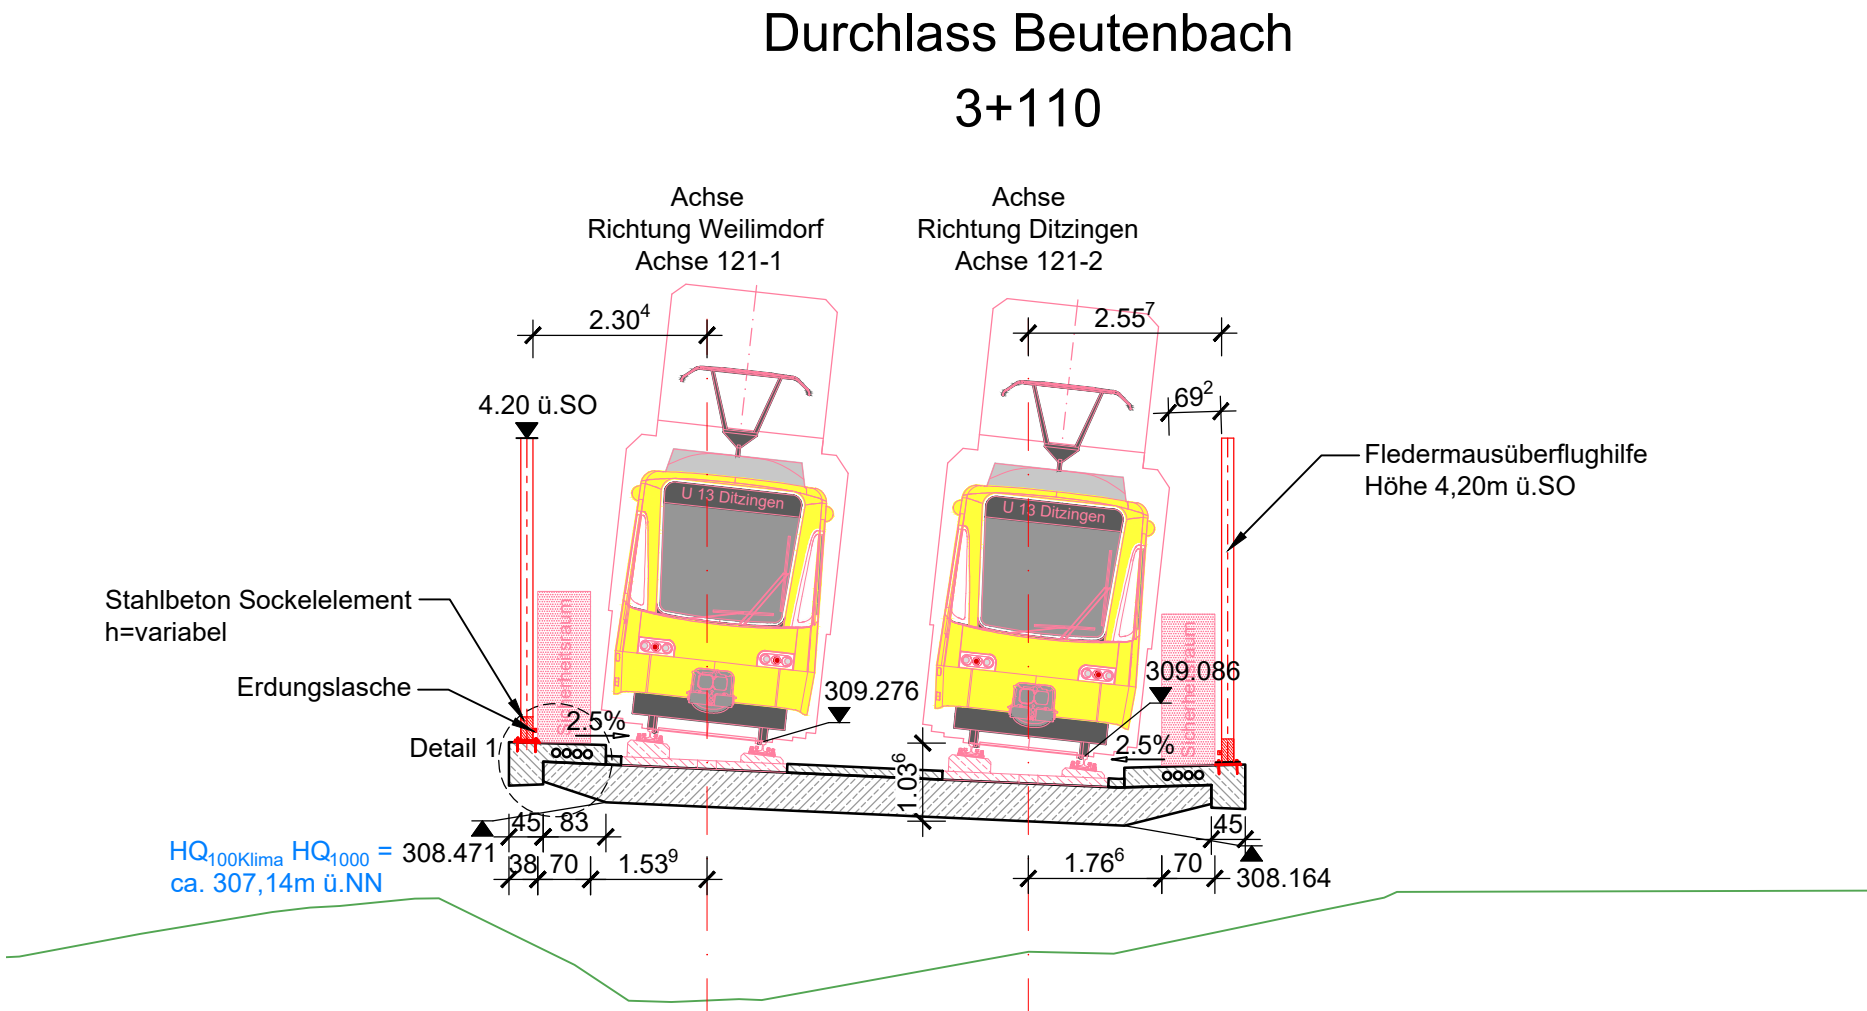 Durchlass Beutenbach
3+110
Achse
Richtung Weilimdorf
Achse 121-1
Achse
Richtung Ditzingen
Achse 121-2
2.30⁴
2.55⁷
69²
4.20 ü.SO
Fledermausüberflughilfe
Höhe 4,20m ü.SO
U 13 Ditzingen
U 13 Ditzingen
Stahlbeton Sockelelement
h=variabel
Erdungslasche
Detail 1
Sicherheitsraum
Sicherheitsraum
2.5%
309.276
309.086
2.5%
1.03⁶
45
83
45
HQ100Klima HQ1000 =
ca. 307,14m ü.NN
308.471
38
70
1.53⁹
1.76⁶
70
308.164